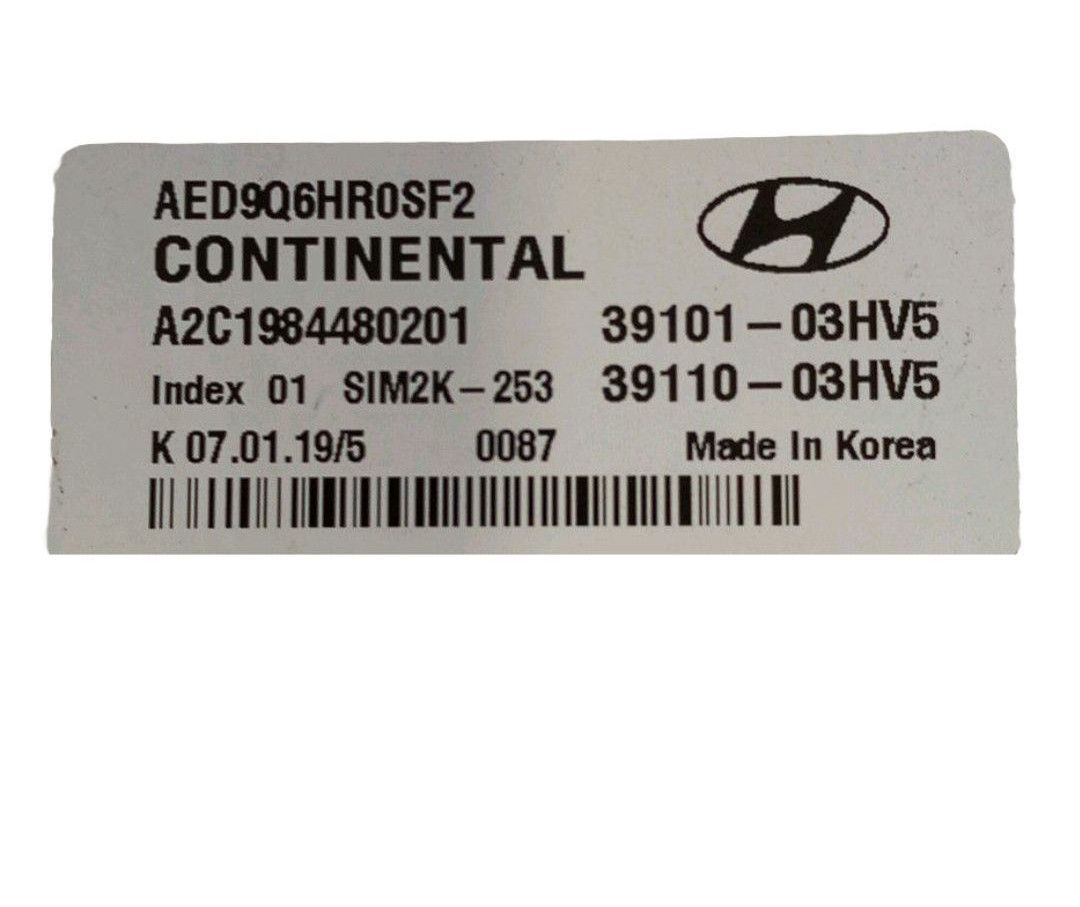 AED9Q6HR0SF2
CONTINENTAL
A2C1984480201 39101-03HV5
Index 01 SIM2K-253 39110-03HV5
K 07.01.19/5 0087 Made In Korea